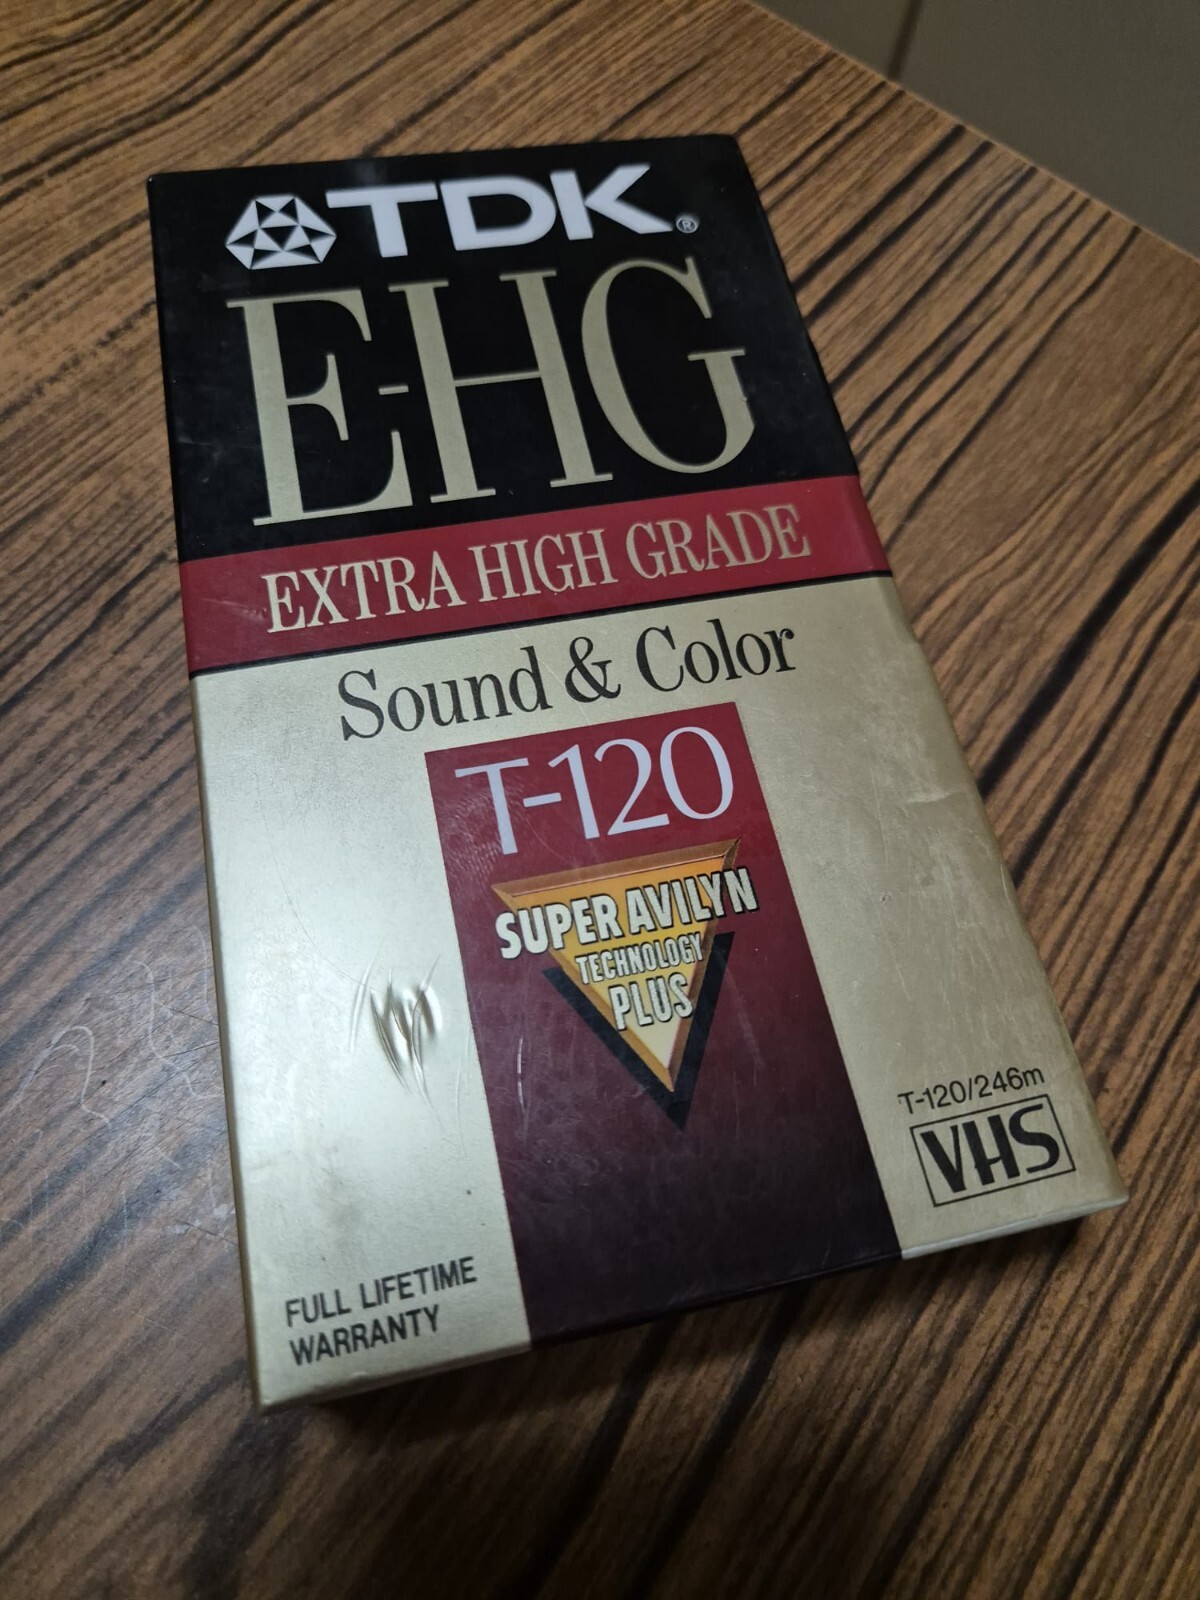 TDK®
E-HG
EXTRA HIGH GRADE
Sound & Color
T-120
SUPER AVILYN
TECHNOLOGY
PLUS
T-120/246m
VHS
FULL LIFETIME
WARRANTY